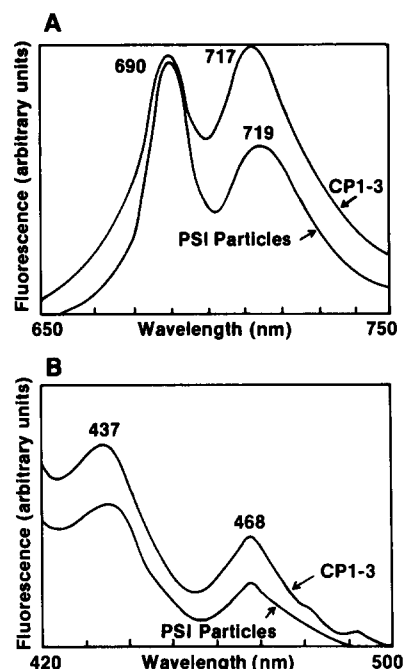 A
Fluorescence (arbitrary units)
690
717
719
CP1-3
PSI Particles
650
Wavelength (nm)
750
B
Fluorescence (arbitrary units)
437
468
CP1-3
PSI Particles
420
Wavelength (nm)
500